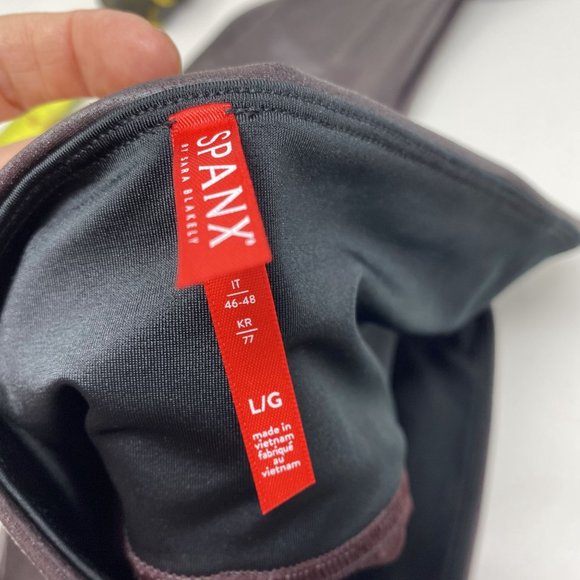 SPANX®
BY SARA BLAKELY
IT
46-48
KR
77
L/G
made in
vietnam
fabriqué
au
vietnam